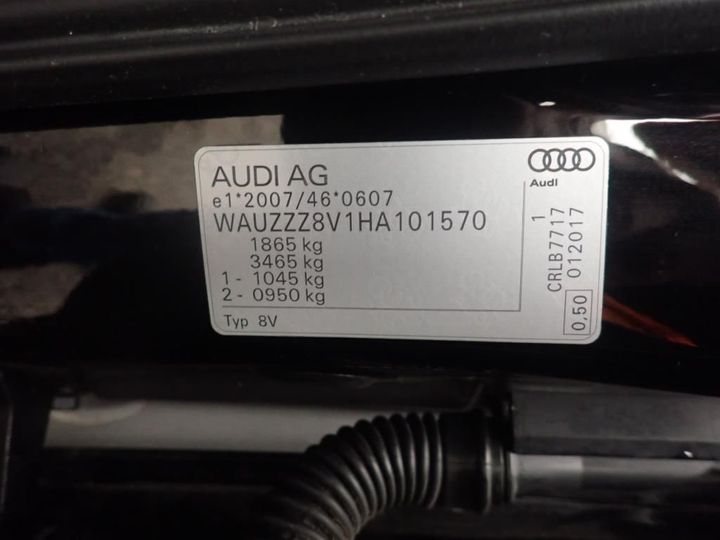 AUDI AG
e1*2007/46*0607
WAUZZZ8V1HA101570
1865 kg
3465 kg
1 - 1045 kg
2 - 0950 kg
Typ 8V
Audi
CRLB7717 1
012017
0,50